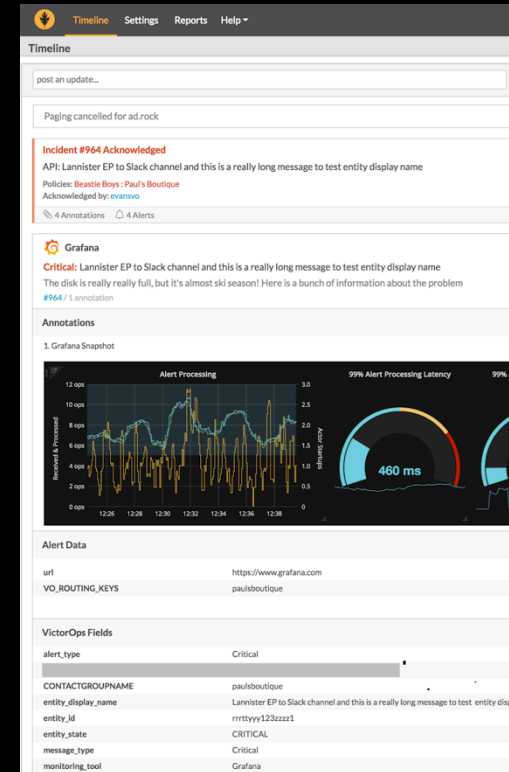 Timeline Settings Reports Help
Timeline
post an update...
Paging cancelled for ad.rock
Incident #964 Acknowledged
API: Lannister EP to Slack channel and this is a really long message to test entity display name
Policies: Beastie Boys : Paul's Boutique
Acknowledged by: evansvo
4 Annotations 4 Alerts
Grafana
Critical: Lannister EP to Slack channel and this is a really long message to test entity display name
The disk is really really full, but it's almost ski season! Here is a bunch of information about the problem
#964 / 1 annotation
Annotations
1. Grafana Snapshot
Alert Processing
12 ops
10 ops
8 ops
6 ops
4 ops
2 ops
0 ops
Received & Processed
3.0
2.5
2.0
1.5
1.0
0.5
0
Actor Startups
12:26 12:28 12:30 12:32 12:34 12:36 12:38
99% Alert Processing Latency
460 ms
99%
Alert Data
url https://www.grafana.com
VO_ROUTING_KEYS paulsboutique
VictorOps Fields
alert_type Critical
CONTACTGROUPNAME paulsboutique
entity_display_name Lannister EP to Slack channel and this is a really long message to test entity disp
entity_id rrrttyyy123zzzz1
entity_state CRITICAL
message_type Critical
monitoring_tool Grafana